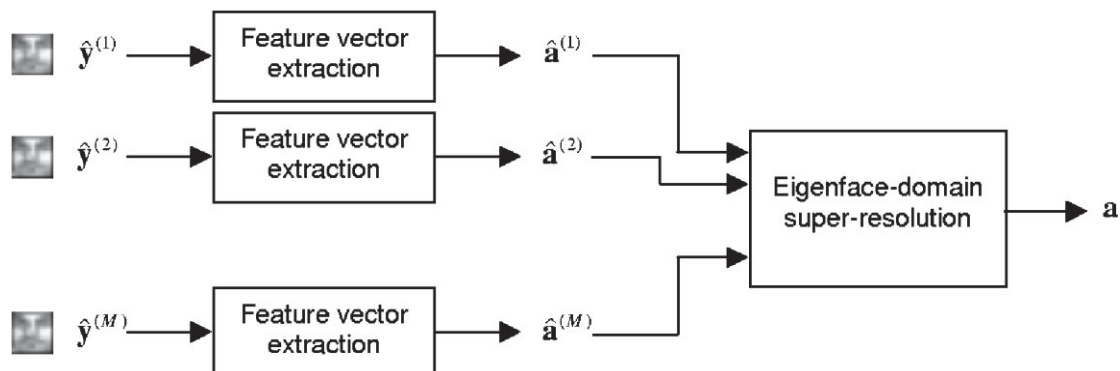 ŷ⁽¹⁾ Feature vector extraction â⁽¹⁾
ŷ⁽²⁾ Feature vector extraction â⁽²⁾
Eigenface-domain super-resolution a
ŷ⁽ᴹ⁾ Feature vector extraction â⁽ᴹ⁾